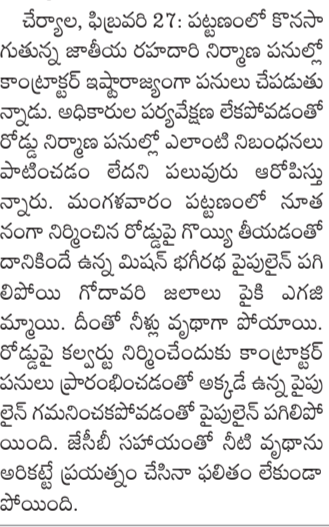 చేర్యాల, ఫిబ్రవరి 27: పట్టణంలో కొనసా
గుతున్న జాతీయ రహదారి నిర్మాణ పనుల్లో
కాంట్రాక్టర్ ఇష్టారాజ్యంగా పనులు చేపడుతు
న్నాడు. అధికారుల పర్యవేక్షణ లేకపోవడంతో
రోడ్డు నిర్మాణ పనుల్లో ఎలాంటి నిబంధనలు
పాటించడం లేదని పలువురు ఆరోపిస్తు
న్నారు. మంగళవారం పట్టణంలో నూత
నంగా నిర్మించిన రోడ్డుపై గొయ్యి తీయడంతో
దానికిందే ఉన్న మిషన్ భగీరథ పైపులైన్ పగి
లిపోయి గోదావరి జలాలు పైకి ఎగజి
మ్మాయి. దీంతో నీళ్లు వృథాగా పోయాయి.
రోడ్డుపై కల్వర్టు నిర్మించేందుకు కాంట్రాక్టర్
పనులు ప్రారంభించడంతో అక్కడే ఉన్న పైపు
లైన్ గమనించకపోవడంతో పైపులైన్ పగిలిపో
యింది. జేసీబీ సహాయంతో నీటి వృథాను
అరికట్టే ప్రయత్నం చేసినా ఫలితం లేకుండా
పోయింది.